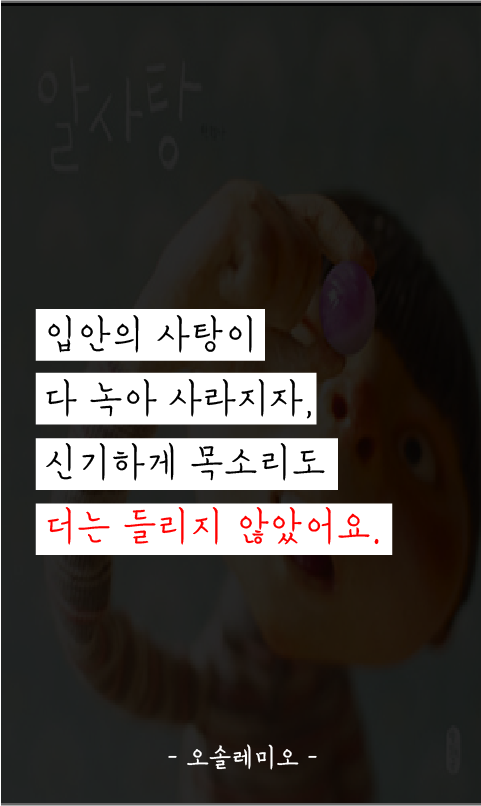 알사탕
입안의 사탕이
다 녹아 사라지자,
신기하게 목소리도
더는 들리지 않았어요.
- 오솔레미오 -